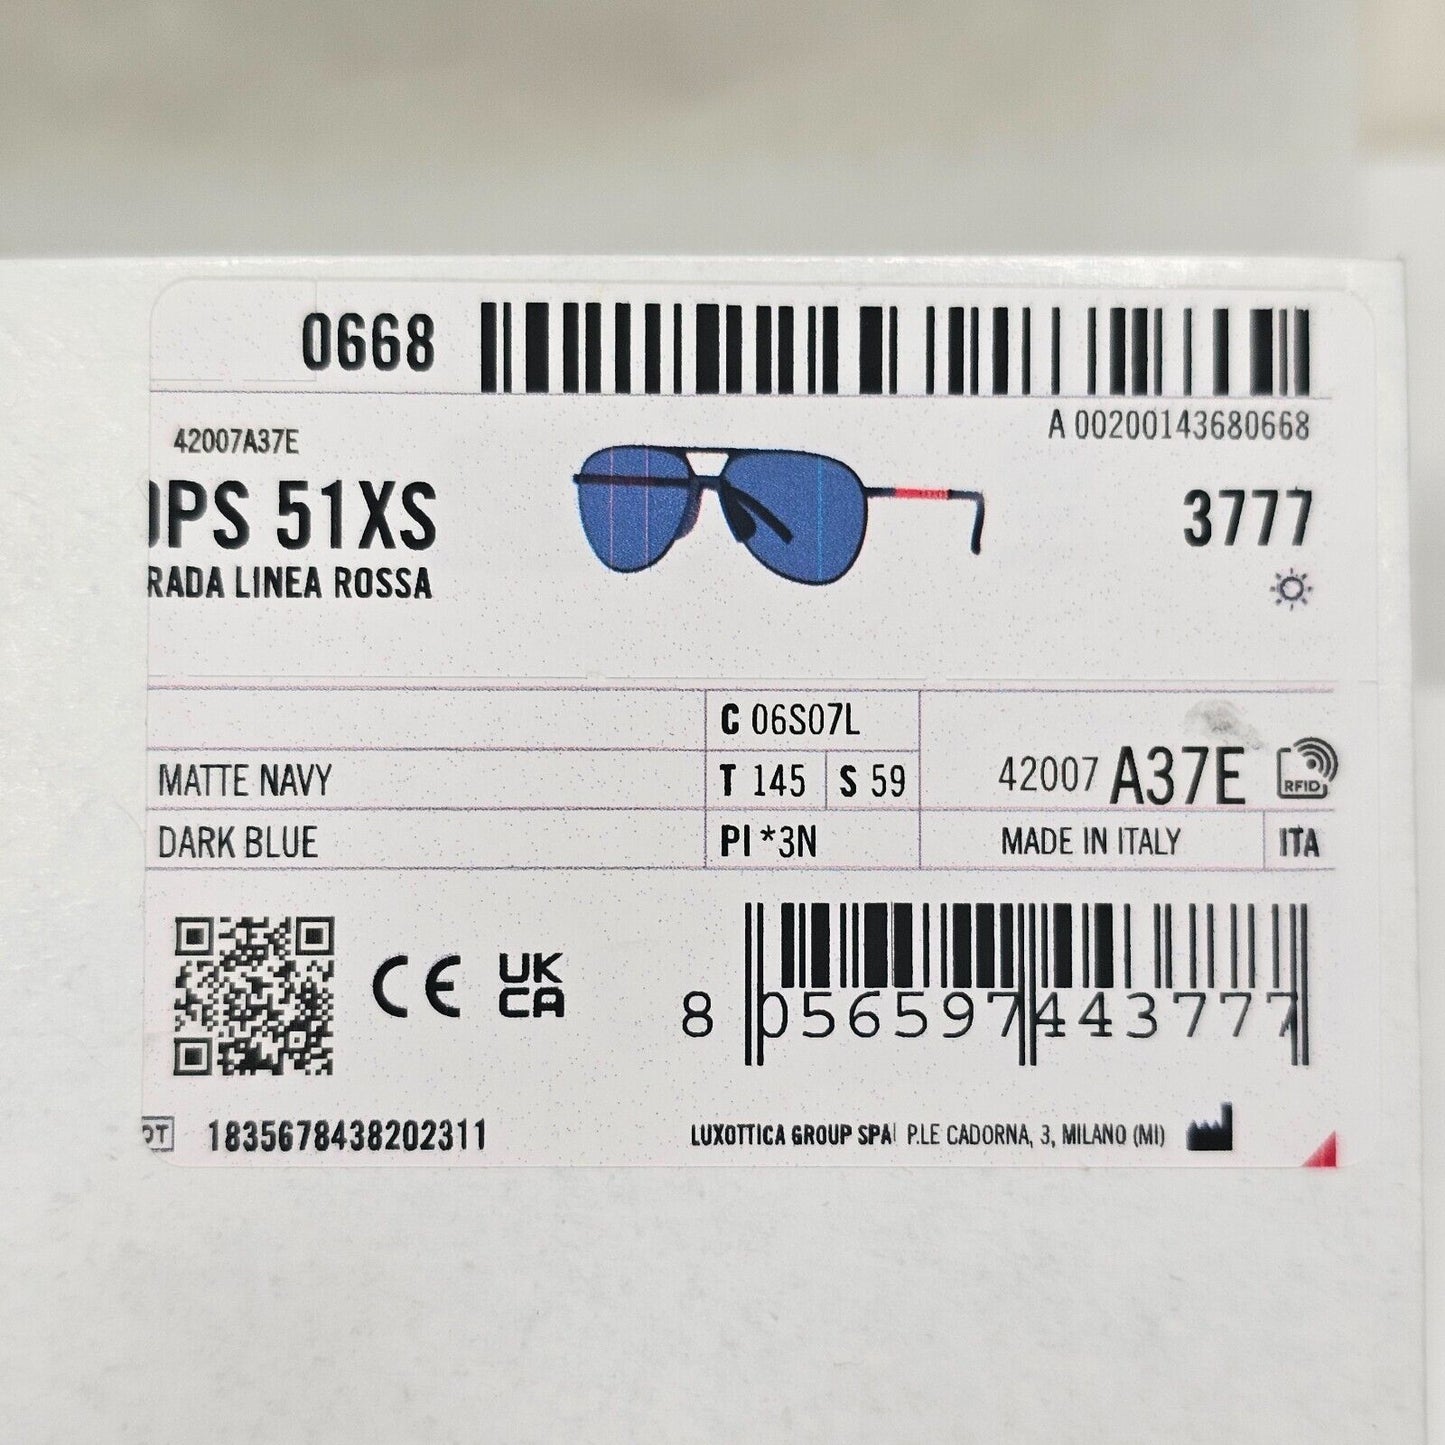 0668
A 00200143680668
42007A37E
0PS 51XS
3777
RADA LINEA ROSSA
C 06S07L
MATTE NAVY
T 145 S 59
42007 A37E
RFID
DARK BLUE
PI *3N
MADE IN ITALY
ITA
CE
UK
CA
8 056597 443777
OT 1835678438202311
LUXOTTICA GROUP SPA P.LE CADORNA, 3, MILANO (MI)